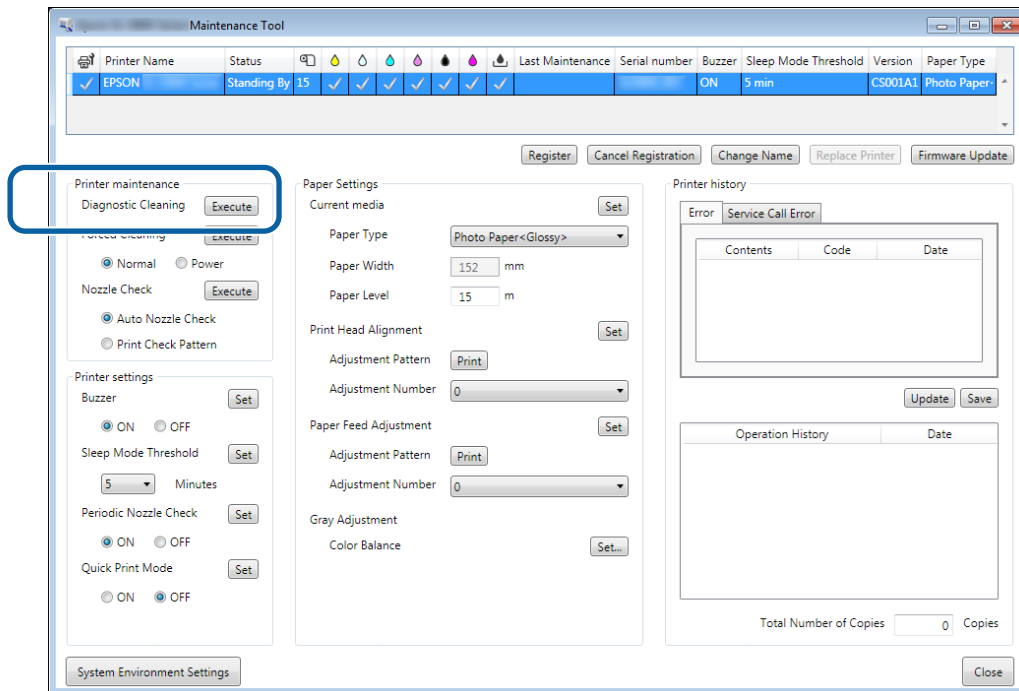 Maintenance Tool
Printer Name Status Last Maintenance Serial number Buzzer Sleep Mode Threshold Version Paper Type
EPSON Standing By 15 ON 5 min CS001A1 Photo Paper
Register Cancel Registration Change Name Replace Printer Firmware Update
Printer maintenance
Diagnostic Cleaning Execute
Forced Cleaning Execute
Normal Power
Nozzle Check Execute
Auto Nozzle Check
Print Check Pattern
Printer settings
Buzzer Set
ON OFF
Sleep Mode Threshold Set
5 Minutes
Periodic Nozzle Check Set
ON OFF
Quick Print Mode Set
ON OFF
Paper Settings
Current media Set
Paper Type Photo Paper<Glossy>
Paper Width 152 mm
Paper Level 15 m
Print Head Alignment Set
Adjustment Pattern Print
Adjustment Number 0
Paper Feed Adjustment Set
Adjustment Pattern Print
Adjustment Number 0
Gray Adjustment
Color Balance Set...
Printer history
Error Service Call Error
Contents Code Date
Update Save
Operation History Date
Total Number of Copies 0 Copies
System Environment Settings Close